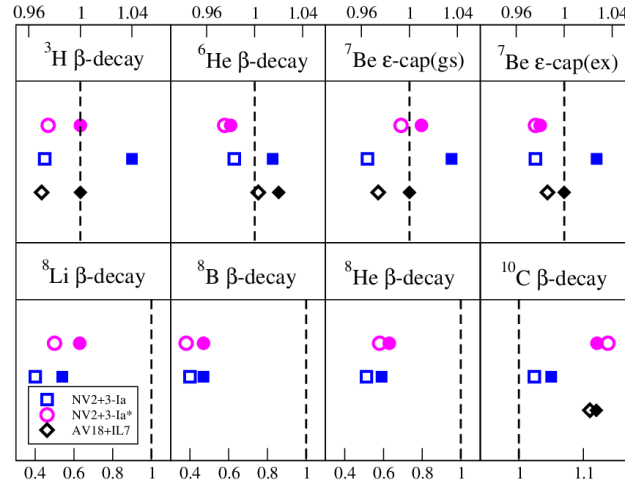 0.96 1 1.04 0.96 1 1.04 0.96 1 1.04 0.96 1 1.04
³H β-decay ⁶He β-decay ⁷Be ε-cap(gs) ⁷Be ε-cap(ex)
⁸Li β-decay ⁸B β-decay ⁸He β-decay ¹⁰C β-decay
NV2+3-Ia
NV2+3-Ia*
AV18+IL7
0.4 0.6 0.8 1 0.4 0.6 0.8 1 0.4 0.6 0.8 1 1 1.1